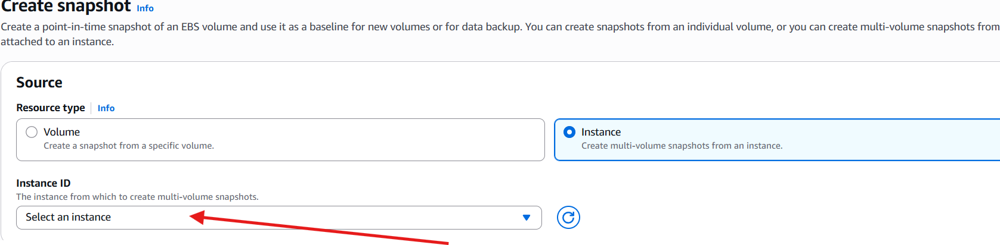 Create snapshot Info
Create a point-in-time snapshot of an EBS volume and use it as a baseline for new volumes or for data backup. You can create snapshots from an individual volume, or you can create multi-volume snapshots from
attached to an instance.
Source
Resource type Info
Volume
Create a snapshot from a specific volume.
Instance
Create multi-volume snapshots from an instance.
Instance ID
The instance from which to create multi-volume snapshots.
Select an instance